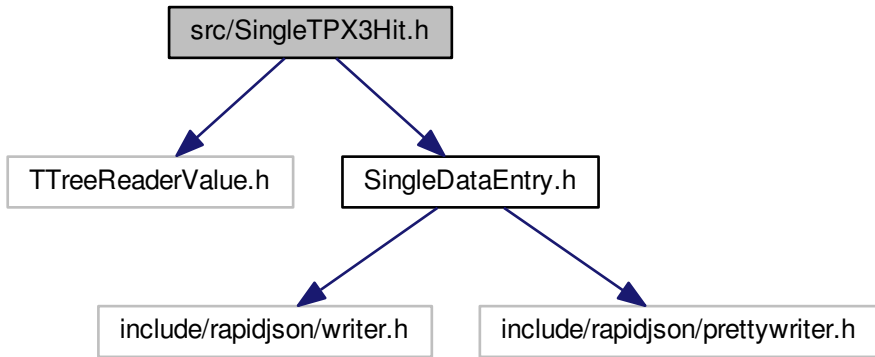 src/SingleTPX3Hit.h
TTreeReaderValue.h
SingleDataEntry.h
include/rapidjson/writer.h
include/rapidjson/prettywriter.h